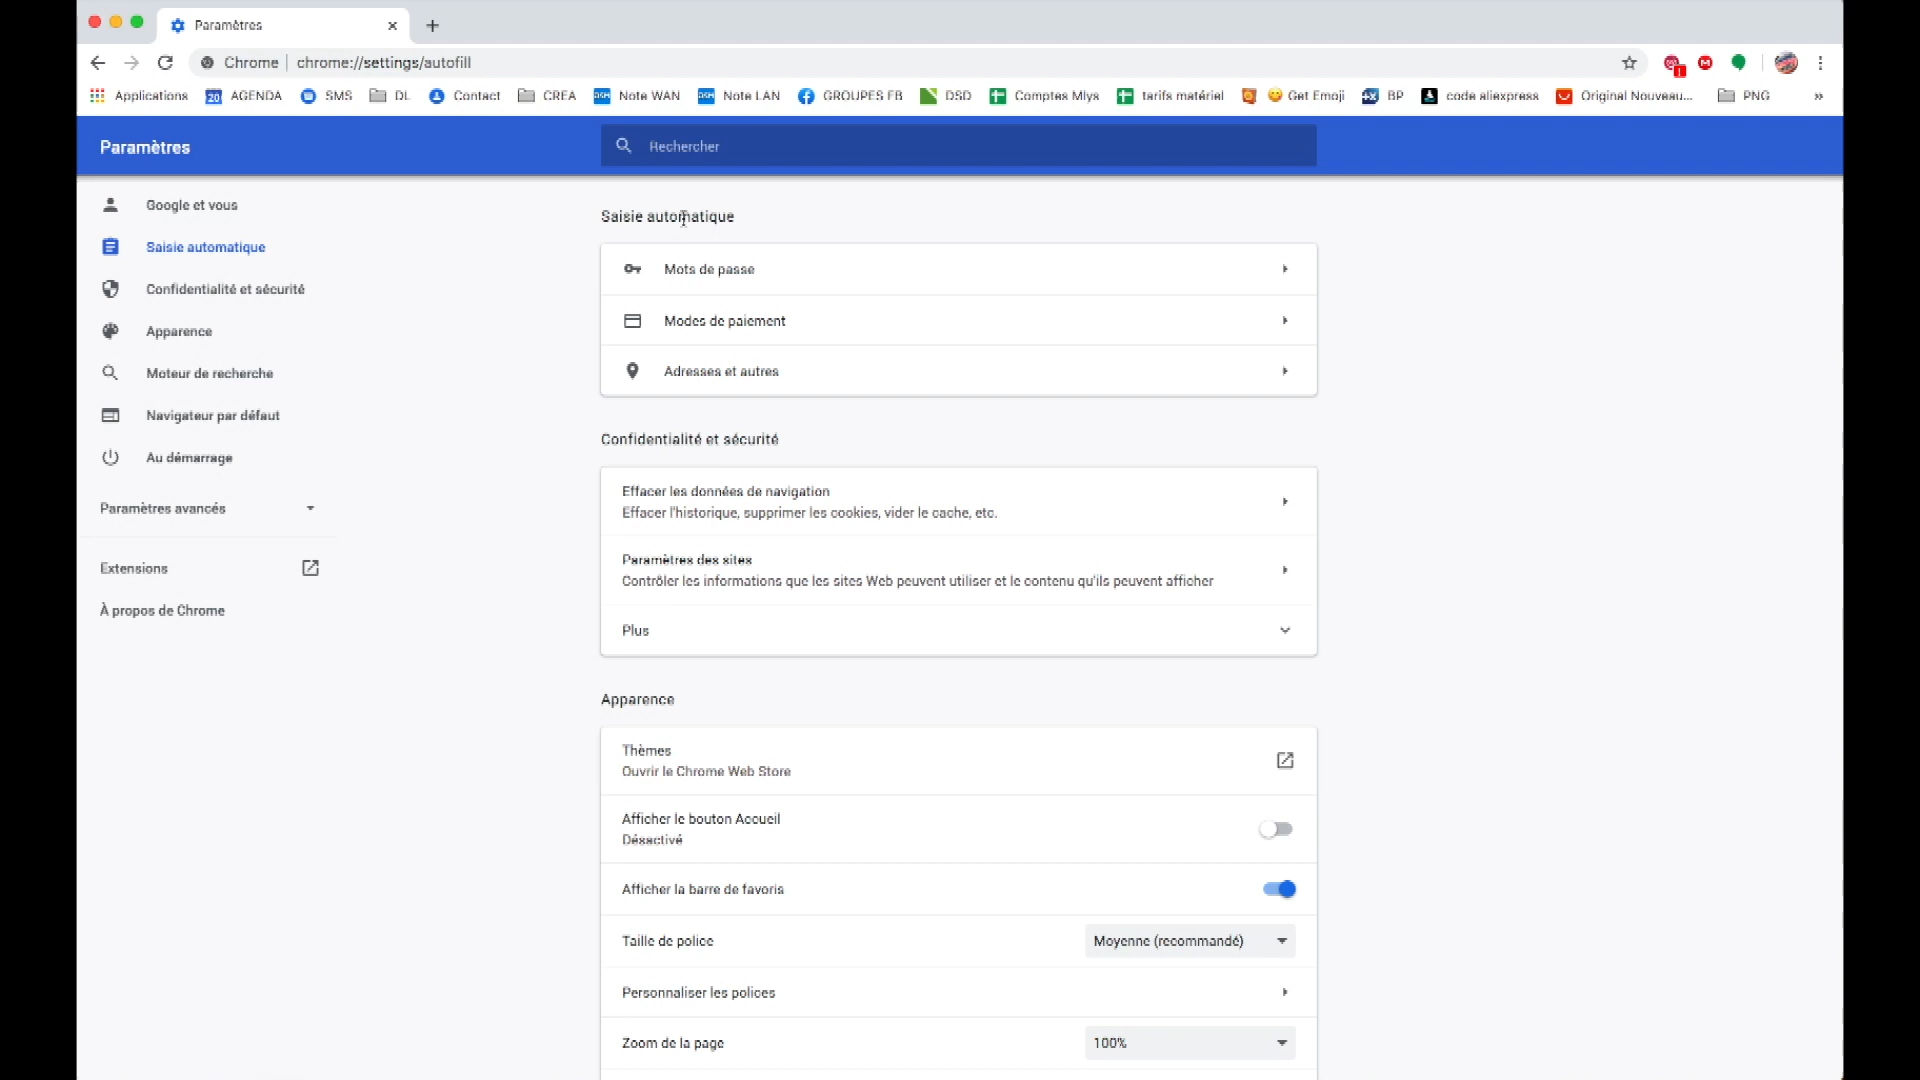 Paramètres
Chrome | chrome://settings/autofill
Applications 20 AGENDA SMS DL Contact CREA Note WAN Note LAN GROUPES FB DSD Comptes Mlys tarifs matériel Get Emoji BP code aliexpress Original Nouveau... PNG »
Paramètres
Rechercher
Google et vous
Saisie automatique
Confidentialité et sécurité
Apparence
Moteur de recherche
Navigateur par défaut
Au démarrage
Paramètres avancés
Extensions
À propos de Chrome
Saisie automatique
Mots de passe
Modes de paiement
Adresses et autres
Confidentialité et sécurité
Effacer les données de navigation
Effacer l'historique, supprimer les cookies, vider le cache, etc.
Paramètres des sites
Contrôler les informations que les sites Web peuvent utiliser et le contenu qu'ils peuvent afficher
Plus
Apparence
Thèmes
Ouvrir le Chrome Web Store
Afficher le bouton Accueil
Désactivé
Afficher la barre de favoris
Taille de police
Moyenne (recommandé)
Personnaliser les polices
Zoom de la page
100%